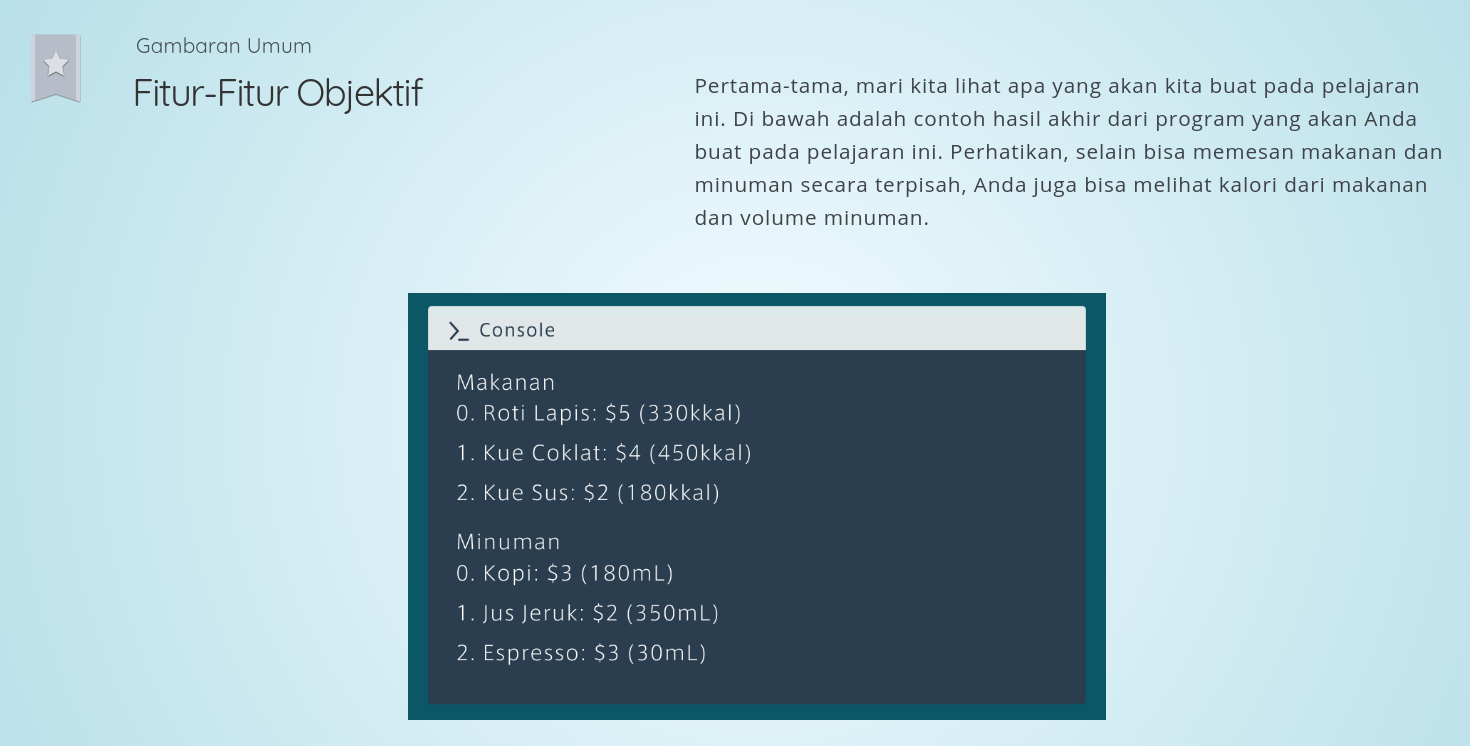 Gambaran Umum
Fitur-Fitur Objektif
Pertama-tama, mari kita lihat apa yang akan kita buat pada pelajaran
ini. Di bawah adalah contoh hasil akhir dari program yang akan Anda
buat pada pelajaran ini. Perhatikan, selain bisa memesan makanan dan
minuman secara terpisah, Anda juga bisa melihat kalori dari makanan
dan volume minuman.
Console
Makanan
0. Roti Lapis: $5 (330kkal)
1. Kue Coklat: $4 (450kkal)
2. Kue Sus: $2 (180kkal)
Minuman
0. Kopi: $3 (180mL)
1. Jus Jeruk: $2 (350mL)
2. Espresso: $3 (30mL)